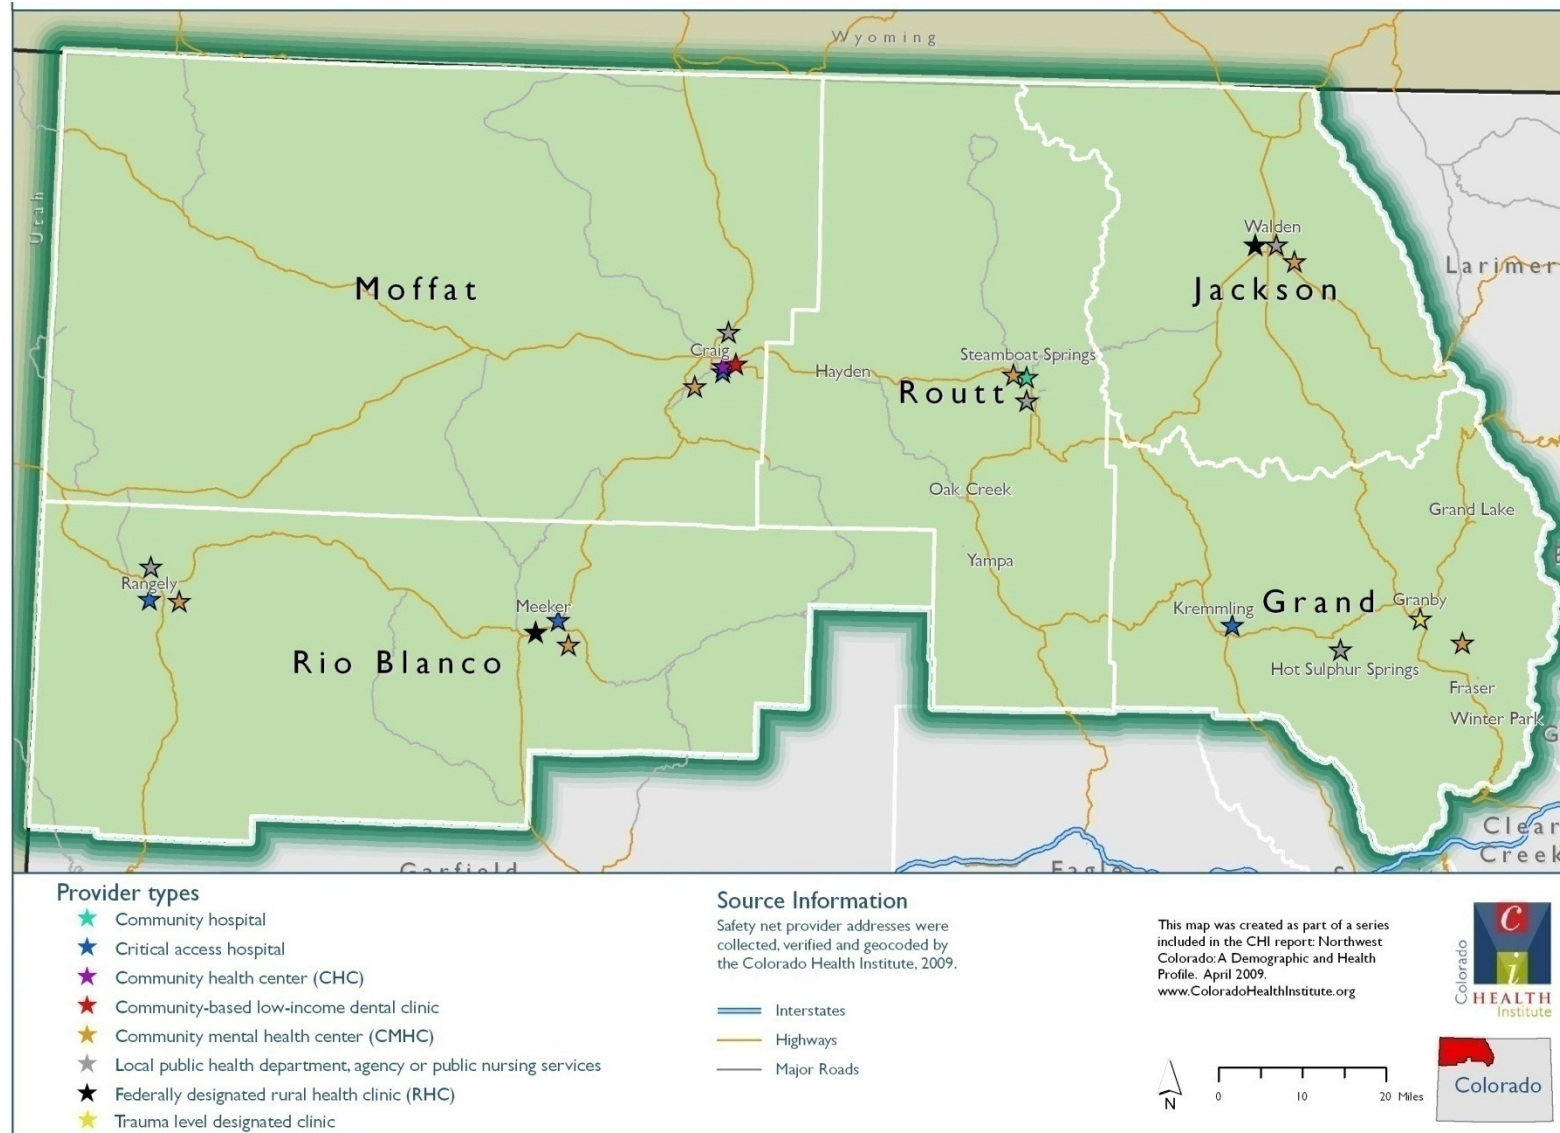 Wyoming
Utah
Walden
Larimer
Moffat
Jackson
Craig
Steamboat Springs
Hayden
Routt
Oak Creek
Grand Lake
Yampa
Rangely
Meeker
Kremmling
Grand
Granby
Rio Blanco
Hot Sulphur Springs
Fraser
Winter Park
Clear
Creek
Garfield
Eagle
Provider types
Community hospital
Critical access hospital
Community health center (CHC)
Community-based low-income dental clinic
Community mental health center (CMHC)
Local public health department, agency or public nursing services
Federally designated rural health clinic (RHC)
Trauma level designated clinic
Source Information
Safety net provider addresses were
collected, verified and geocoded by
the Colorado Health Institute, 2009.
Interstates
Highways
Major Roads
This map was created as part of a series
included in the CHI report: Northwest
Colorado: A Demographic and Health
Profile. April 2009.
www.ColoradoHealthInstitute.org
N
0 10 20 Miles
c
i
Colorado
HEALTH
Institute
Colorado